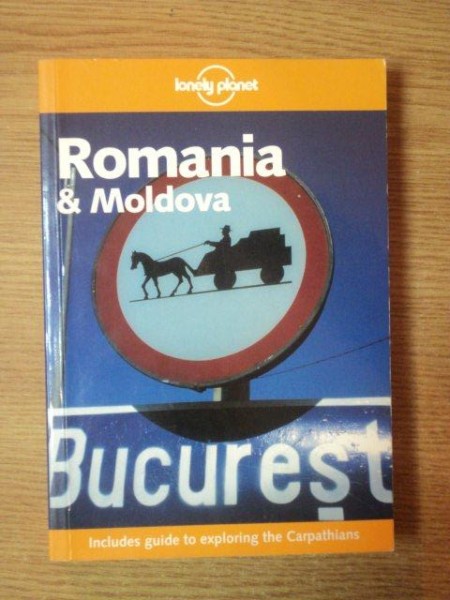 lonely planet
Romania
& Moldova
Bucureşt
Includes guide to exploring the Carpathians